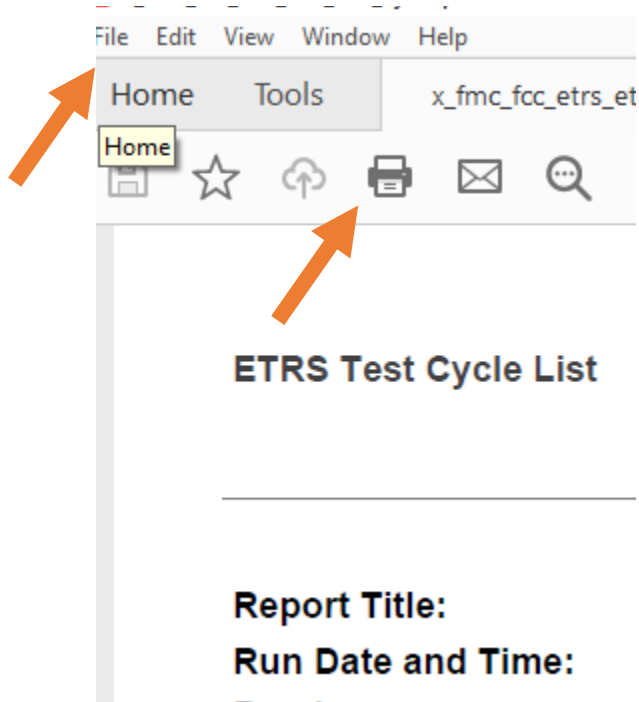 File Edit View Window Help
Home Tools x_fmc_fcc_etrs_et
Home
ETRS Test Cycle List
Report Title:
Run Date and Time: